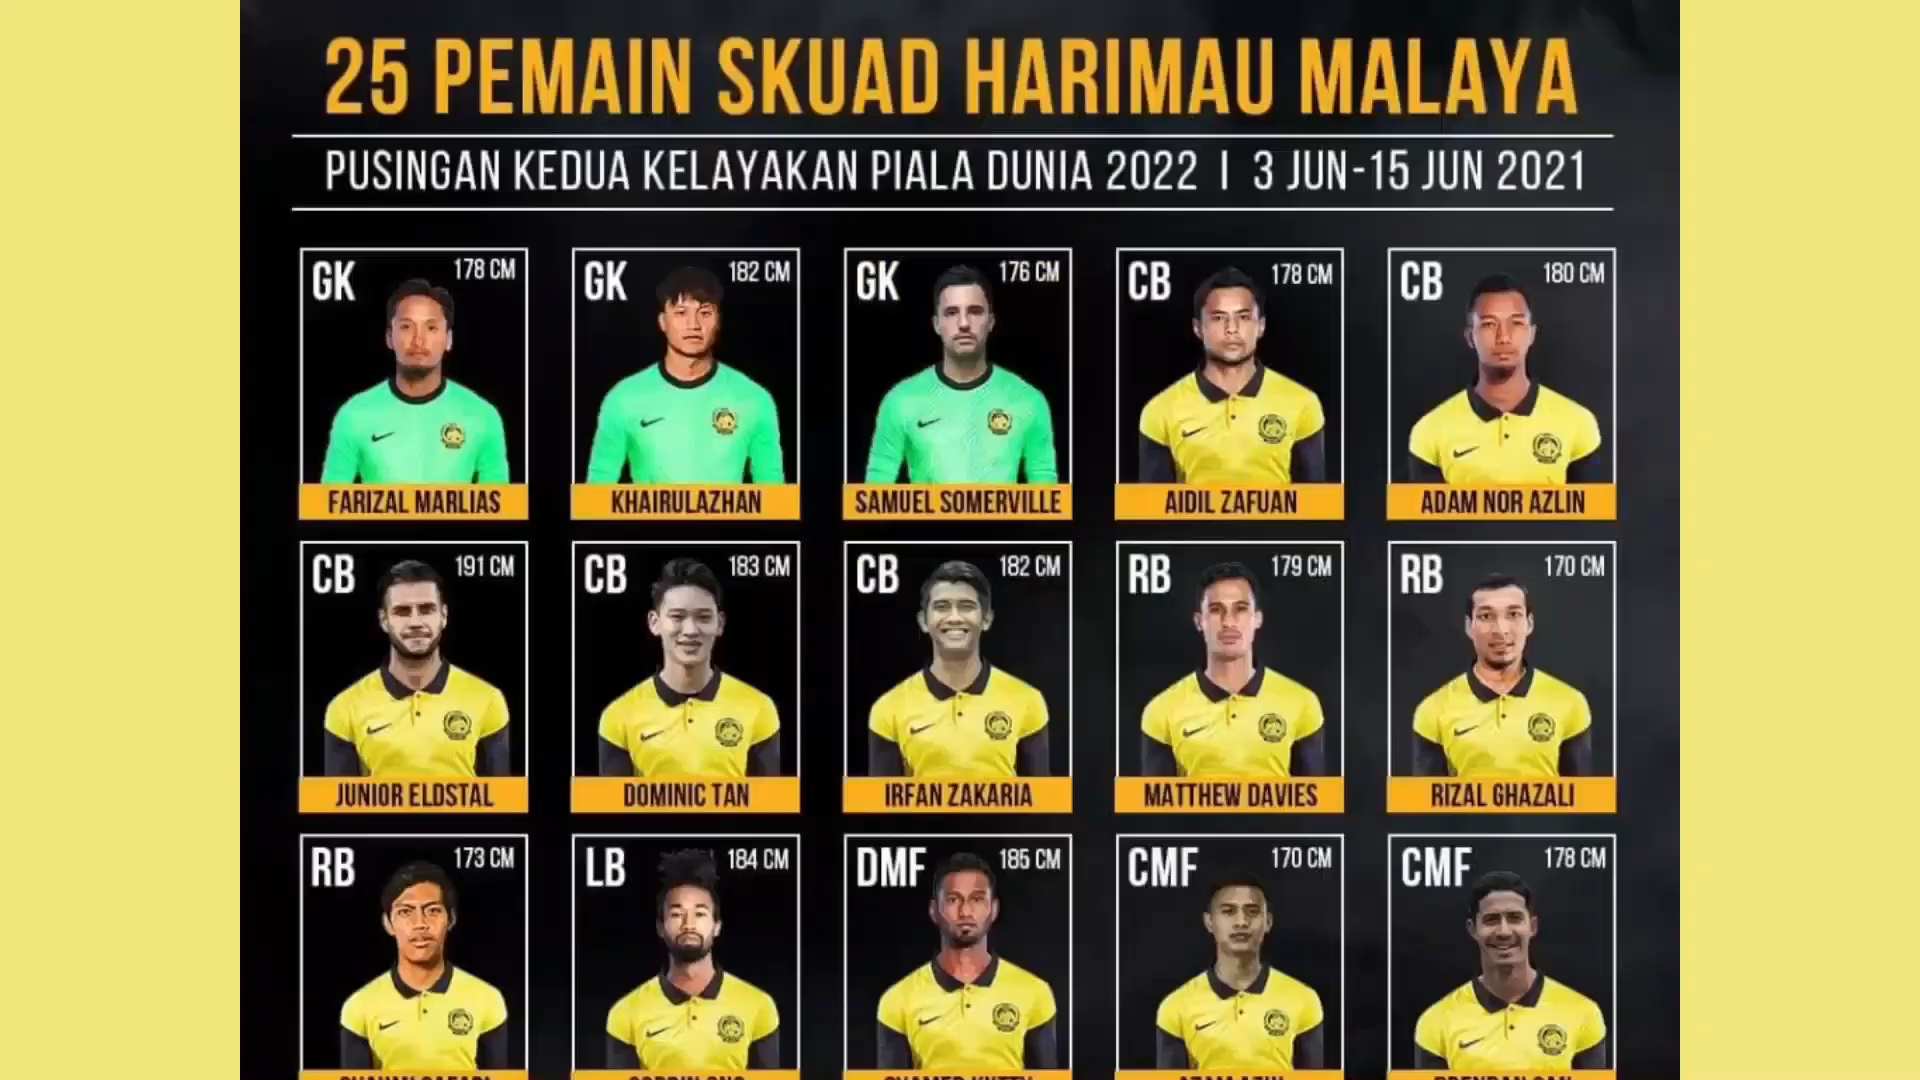 25 PEMAIN SKUAD HARIMAU MALAYA
PUSINGAN KEDUA KELAYAKAN PIALA DUNIA 2022 | 3 JUN-15 JUN 2021
GK 178 CM
FARIZAL MARLIAS
GK 182 CM
KHAIRULAZHAN
GK 176 CM
SAMUEL SOMERVILLE
CB 178 CM
AIDIL ZAFUAN
CB 180 CM
ADAM NOR AZLIN
CB 191 CM
JUNIOR ELDSTAL
CB 183 CM
DOMINIC TAN
CB 182 CM
IRFAN ZAKARIA
RB 179 CM
MATTHEW DAVIES
RB 170 CM
RIZAL GHAZALI
RB 173 CM
LB 184 CM
DMF 185 CM
CMF 170 CM
CMF 178 CM